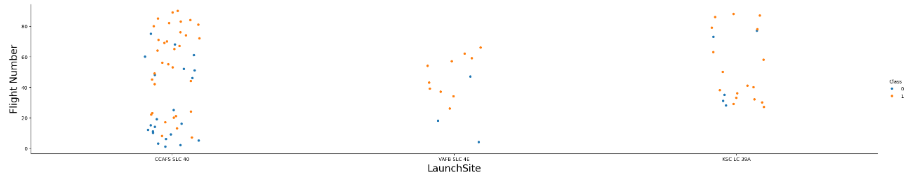 Flight Number
80
60
40
20
0
CCAFS SLC 40
VAFB SLC 4E
KSC LC 39A
LaunchSite
Class
0
1